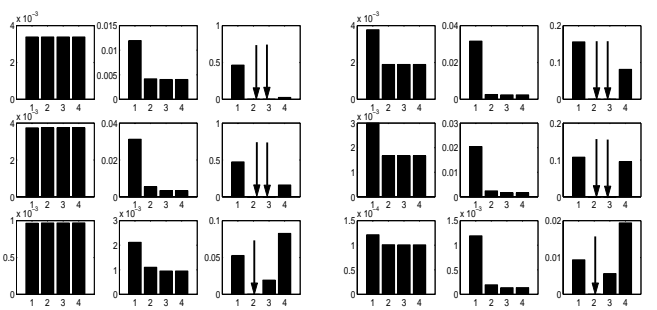 x 10⁻³ x 10⁻³
4 0.015 1 4 0.04 0.2
0.01
2 0.5 2 0.02 0.1
0.005
0 0 0 0 0 0
1 2 3 4 1 2 3 4 1 2 3 4 1 2 3 4 1 2 3 4 1 2 3 4
x 10⁻³ x 10⁻³
4 0.04 1 3 0.03 0.2
2 0.02
2 0.02 0.5 0.1
1 0.01
0 0 0 0 0 0
1 2 3 4 1 2 3 4 1 2 3 4 1 2 3 4 1 2 3 4 1 2 3 4
x 10⁻³ x 10⁻³ x 10⁻⁴ x 10⁻³
1 3 0.1 1.5 1.5 0.02
2 1 1
0.5 0.05 0.01
1 0.5 0.5
0 0 0 0 0 0
1 2 3 4 1 2 3 4 1 2 3 4 1 2 3 4 1 2 3 4 1 2 3 4